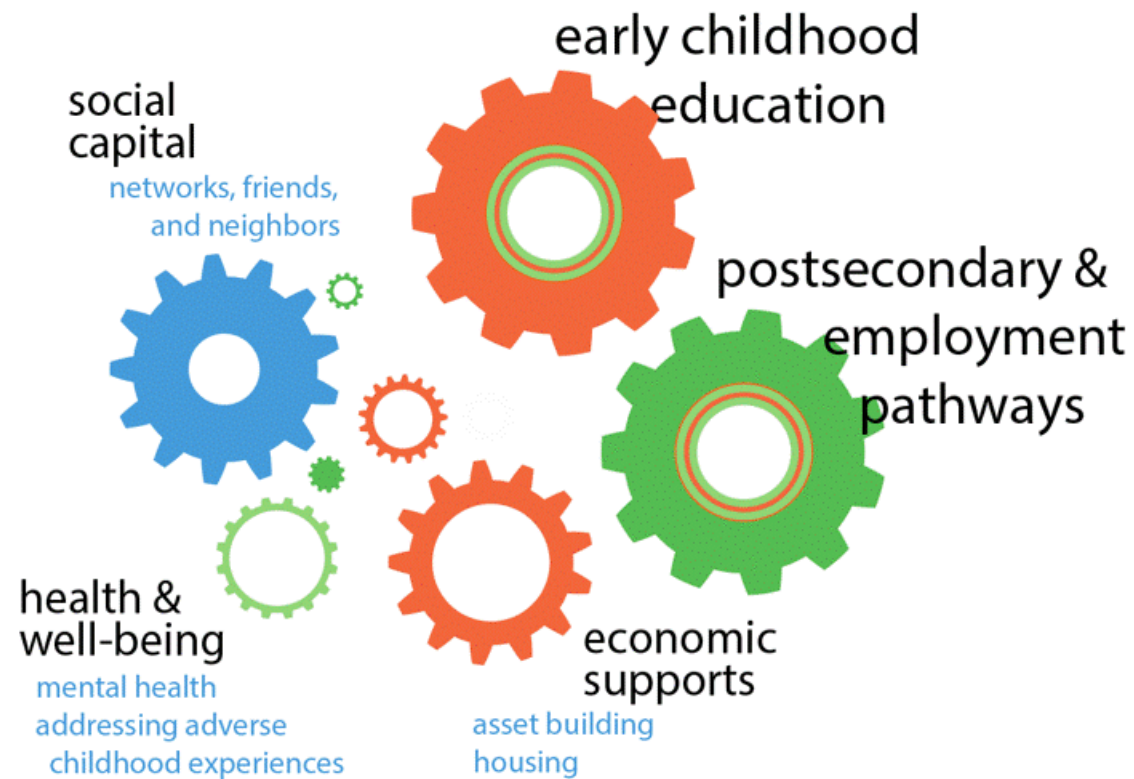 early childhood
education
social
capital
networks, friends,
and neighbors
postsecondary &
employment
pathways
health &
well-being
mental health
addressing adverse
childhood experiences
economic
supports
asset building
housing